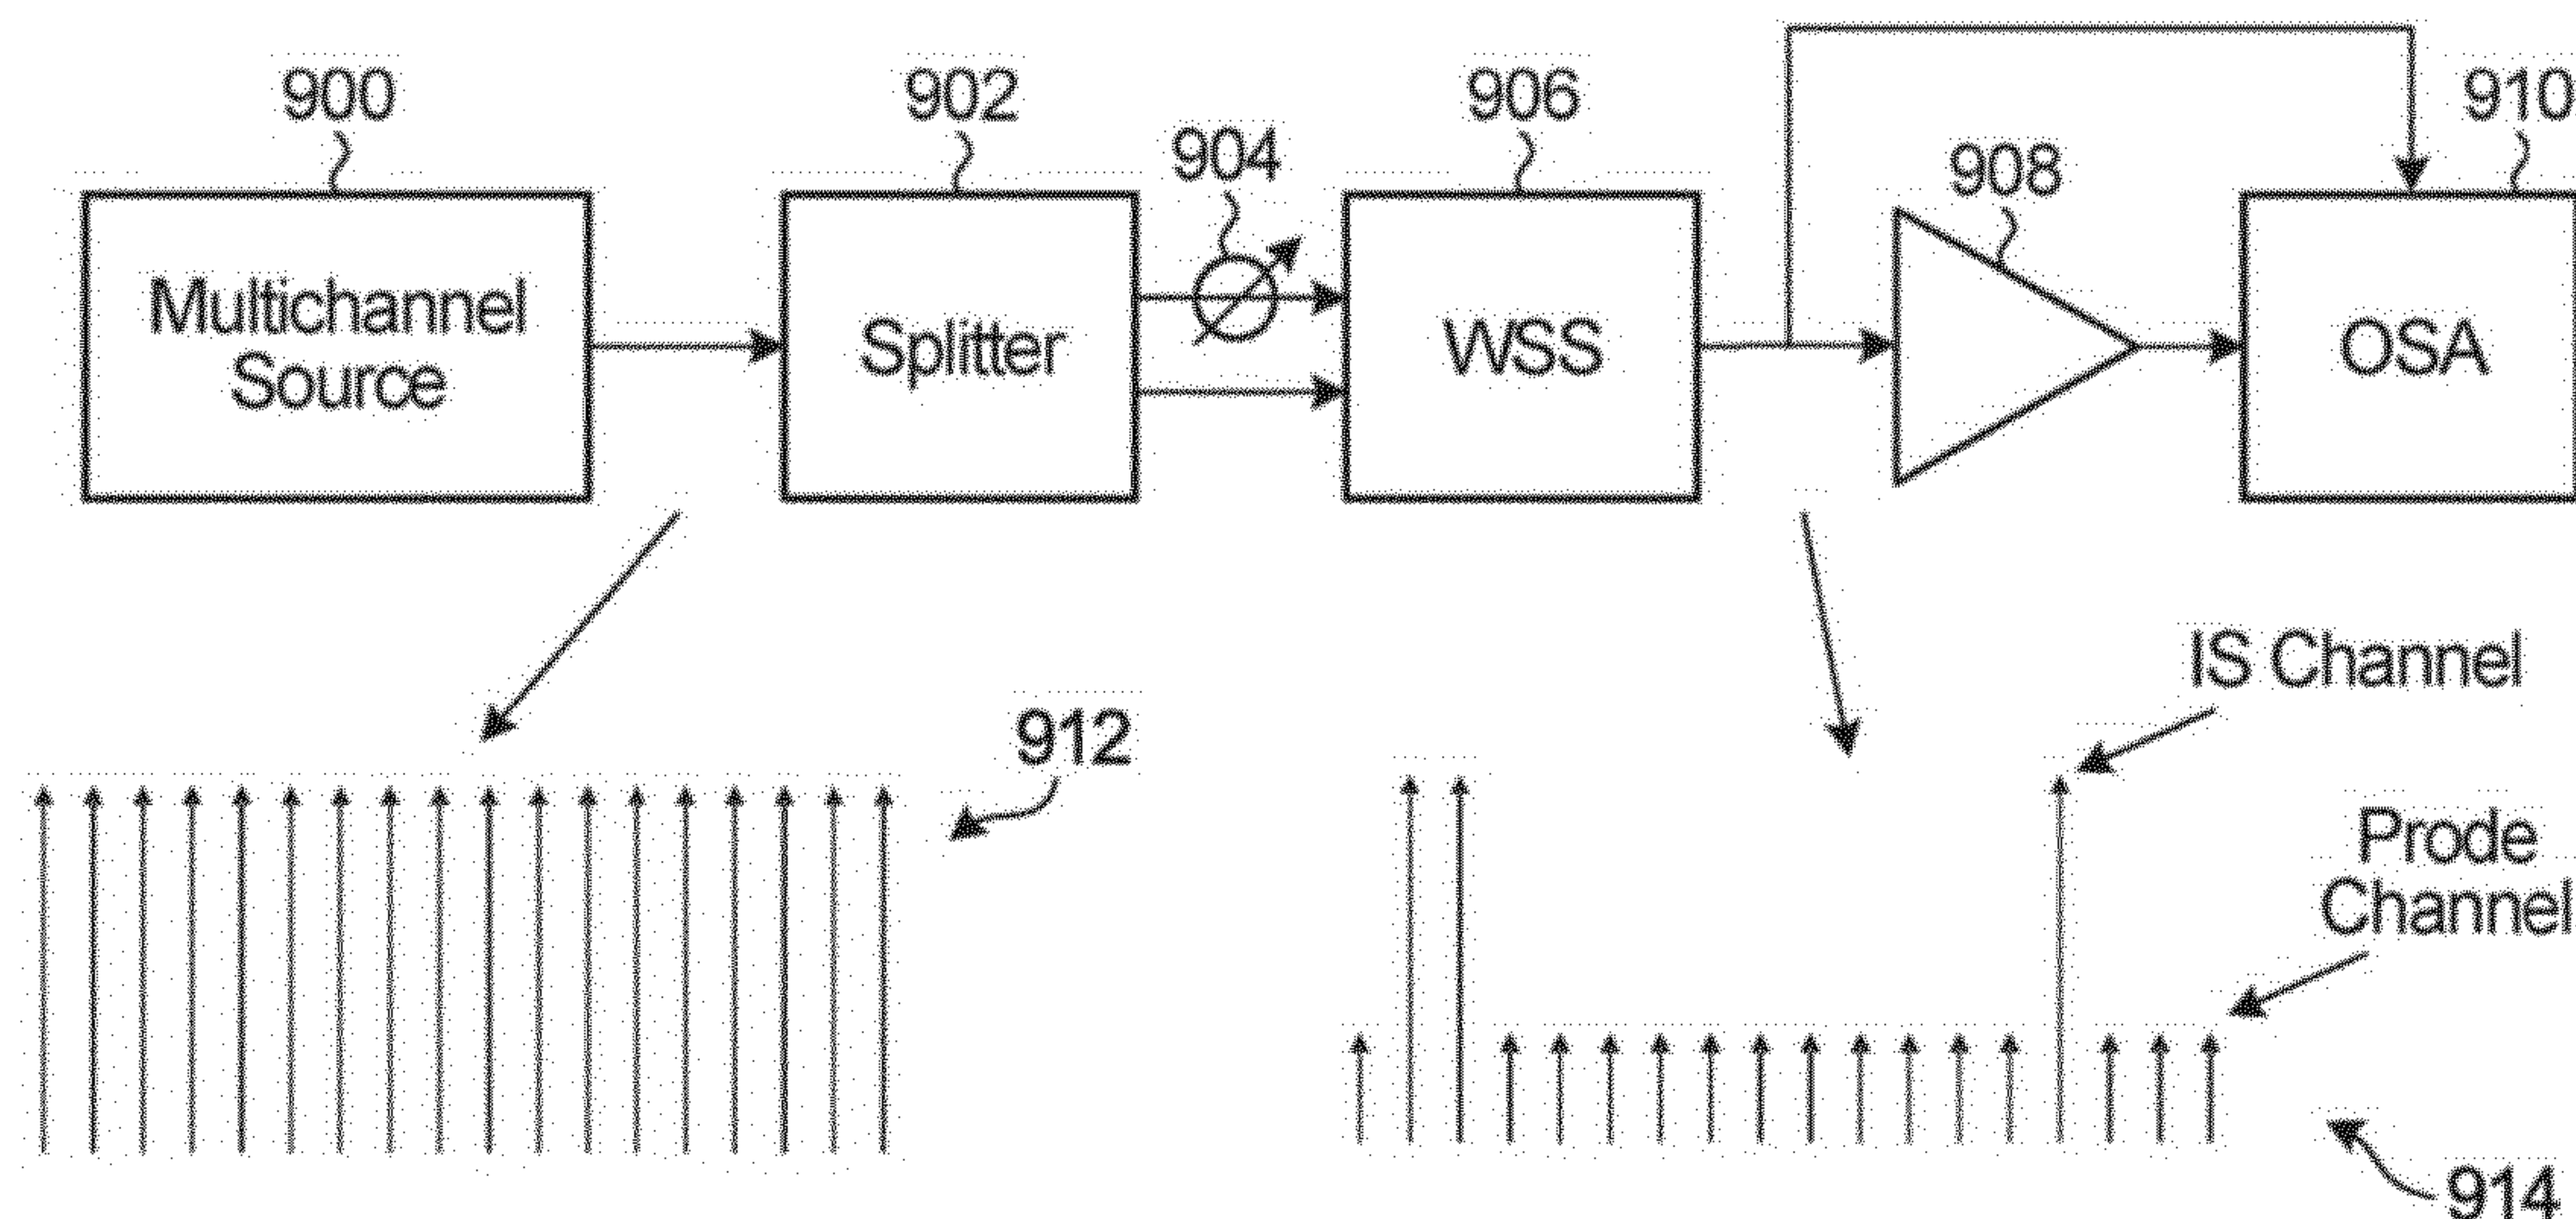 900
902
904
906
908
910
Multichannel
Source
Splitter
WSS
OSA
912
IS Channel
Prode
Channel
914